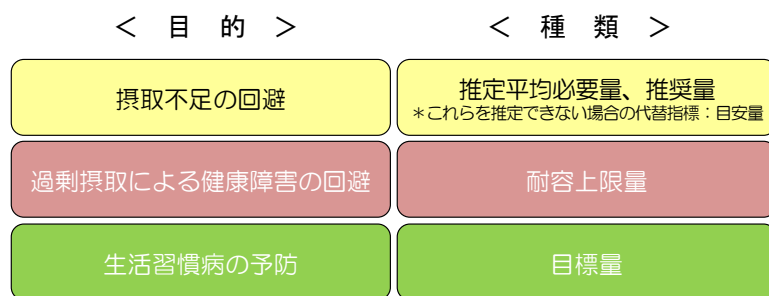 ＜ 目 的 ＞
＜ 種 類 ＞
摂取不足の回避
推定平均必要量、推奨量
＊これらを推定できない場合の代替指標：目安量
過剰摂取による健康障害の回避
耐容上限量
生活習慣病の予防
目標量